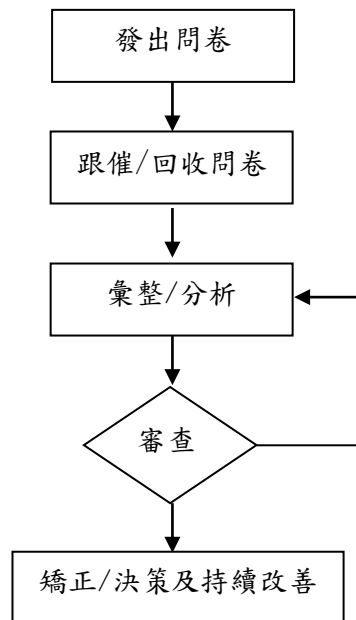 發出問卷
跟催/回收問卷
彙整/分析
審查
矯正/決策及持續改善